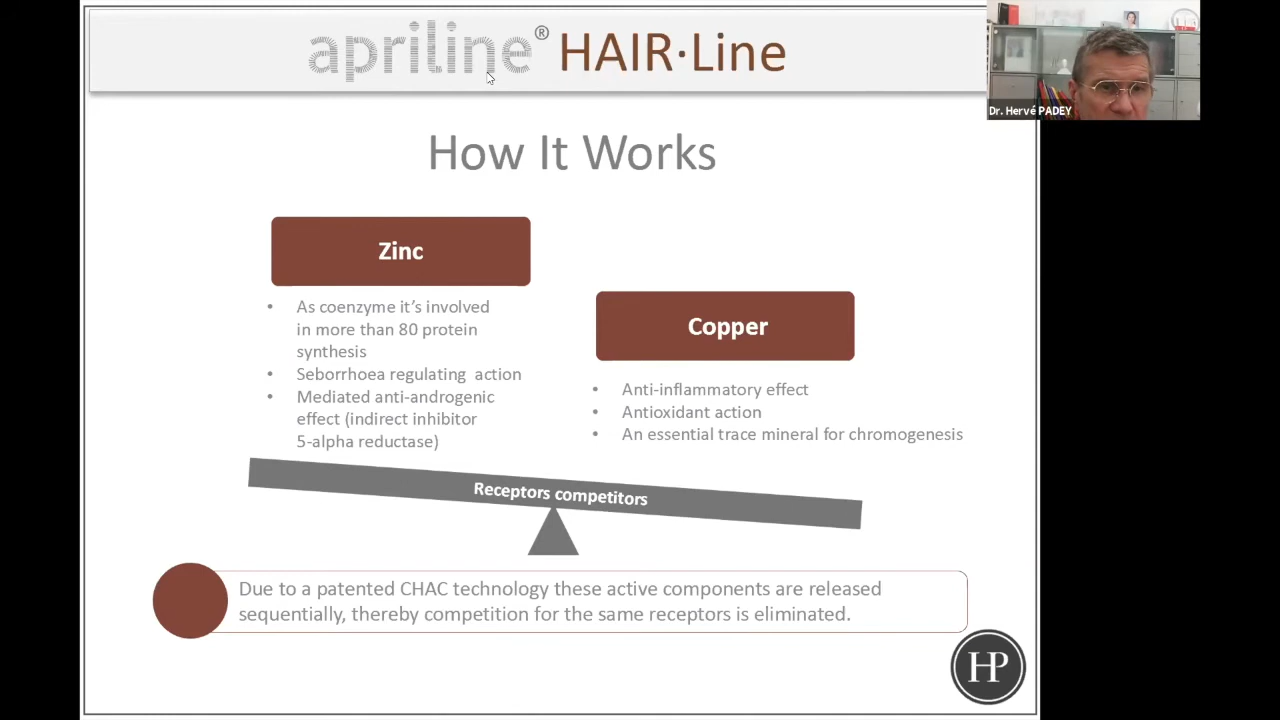 apriline® HAIR·Line
Dr. Hervé PADEY
How It Works
Zinc
• As coenzyme it’s involved
in more than 80 protein
synthesis
• Seborrhoea regulating action
• Mediated anti-androgenic
effect (indirect inhibitor
5-alpha reductase)
Copper
• Anti-inflammatory effect
• Antioxidant action
• An essential trace mineral for chromogenesis
Receptors competitors
Due to a patented CHAC technology these active components are released
sequentially, thereby competition for the same receptors is eliminated.
HP